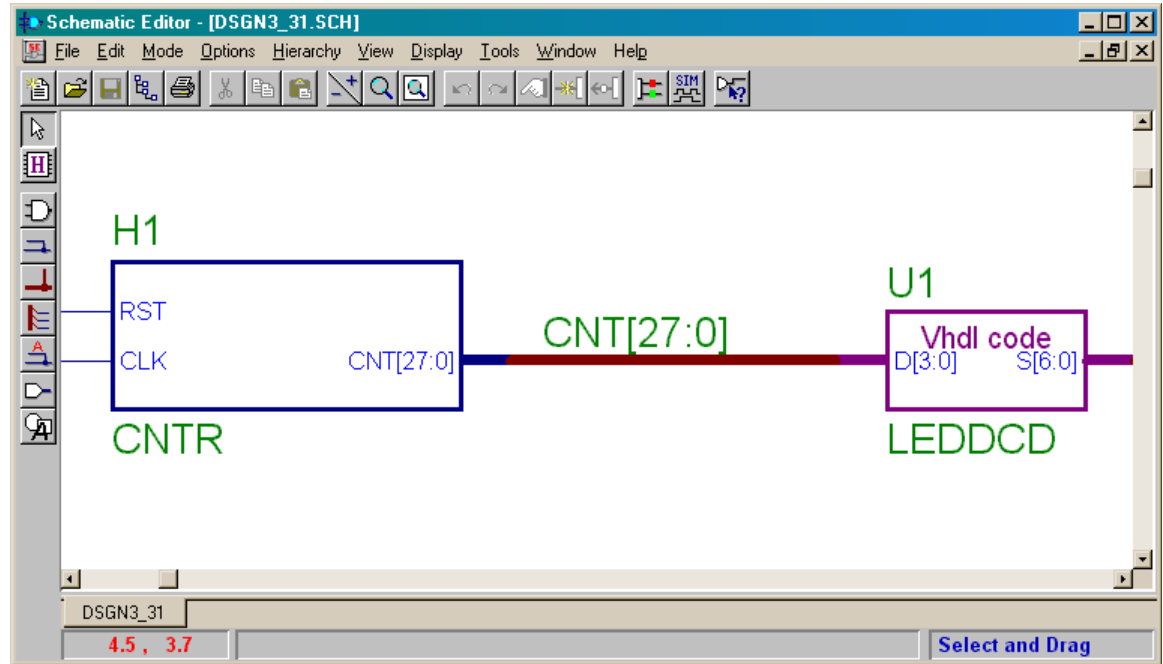 Schematic Editor - [DSGN3_31.SCH]
File Edit Mode Options Hierarchy View Display Tools Window Help
SIM
H
A
A
H1
RST
CLK
CNT[27:0]
CNTR
CNT[27:0]
U1
Vhdl code
D[3:0] S[6:0]
LEDDCD
DSGN3_31
4.5 , 3.7
Select and Drag